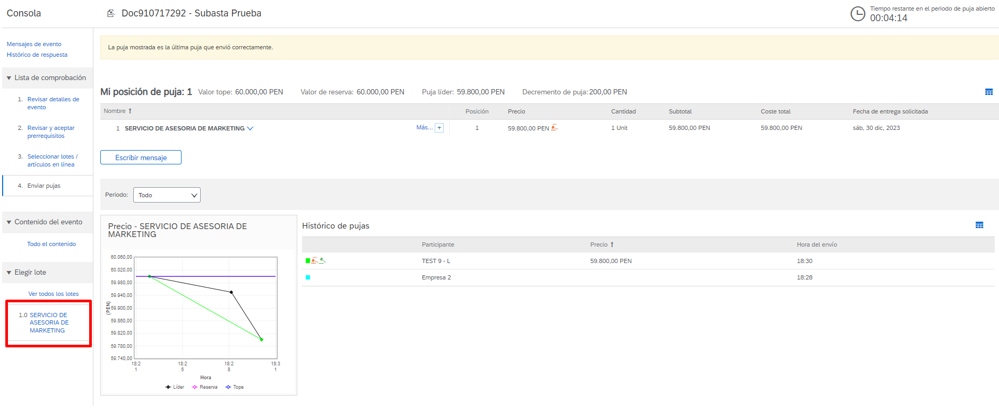 Consola
Doc910717292 - Subasta Prueba
Tiempo restante en el periodo de puja abierto
00:04:14
Mensajes de evento
Histórico de respuesta
Lista de comprobación
1. Revisar detalles de
evento
2. Revisar y aceptar
prerrequisitos
3. Seleccionar lotes /
artículos en línea
4. Enviar pujas
Contenido del evento
Todo el contenido
Elegir lote
Ver todos los lotes
1.0 SERVICIO DE
ASESORIA DE
MARKETING
La puja mostrada es la última puja que envió correctamente.
Mi posición de puja: 1 Valor tope: 60.000,00 PEN Valor de reserva: 60.000,00 PEN Puja líder: 59.800,00 PEN Decremento de puja: 200,00 PEN
Nombre ↑ Posición Precio Cantidad Subtotal Coste total Fecha de entrega solicitada
1 SERVICIO DE ASESORIA DE MARKETING Más... + 1 59.800,00 PEN 1 Unit 59.800,00 PEN 59.800,00 PEN sáb, 30 dic, 2023
Escribir mensaje
Periodo: Todo
Precio - SERVICIO DE ASESORIA DE
MARKETING
60.060,00
60.020,00
59.980,00
59.940,00
59.900,00
59.860,00
59.820,00
59.780,00
59.740,00
(PEN)
18:2 18:2 18:2 18:3
1 5 8 1
Hora
Líder Reserva Tope
Histórico de pujas
Participante Precio ↑ Hora del envío
TEST 9 - L 59.800,00 PEN 18:30
Empresa 2 18:28